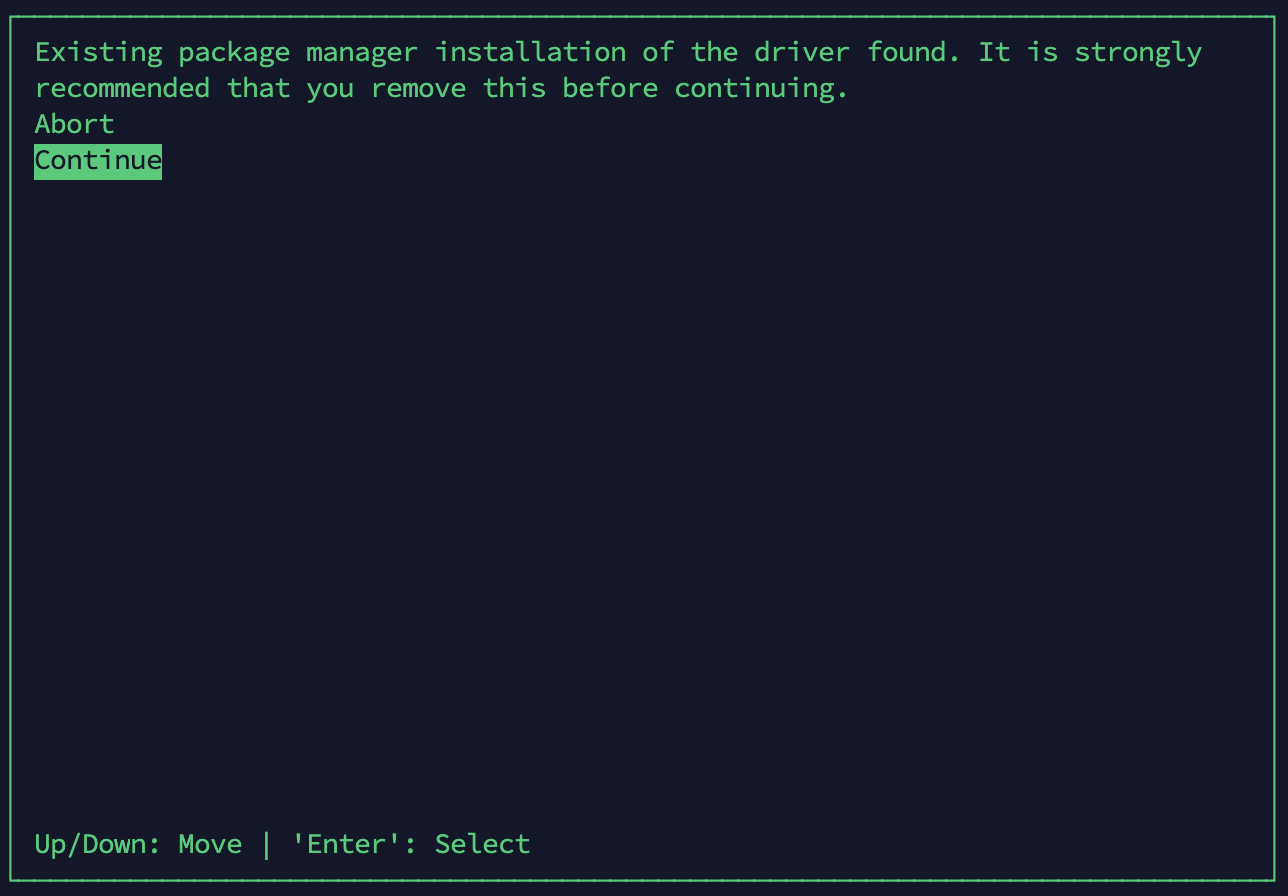 Existing package manager installation of the driver found. It is strongly
recommended that you remove this before continuing.
Abort
Continue
Up/Down: Move | 'Enter': Select